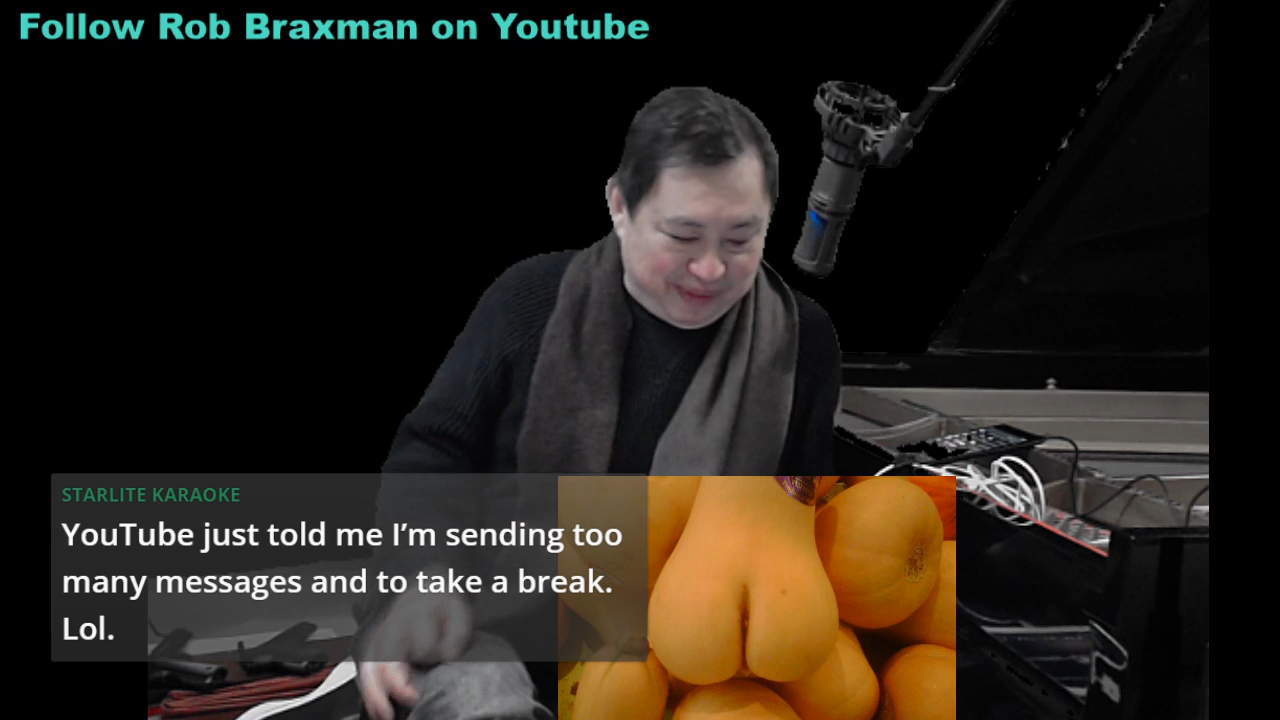 Follow Rob Braxman on Youtube
STARLITE KARAOKE
YouTube just told me I’m sending too
many messages and to take a break.
Lol.